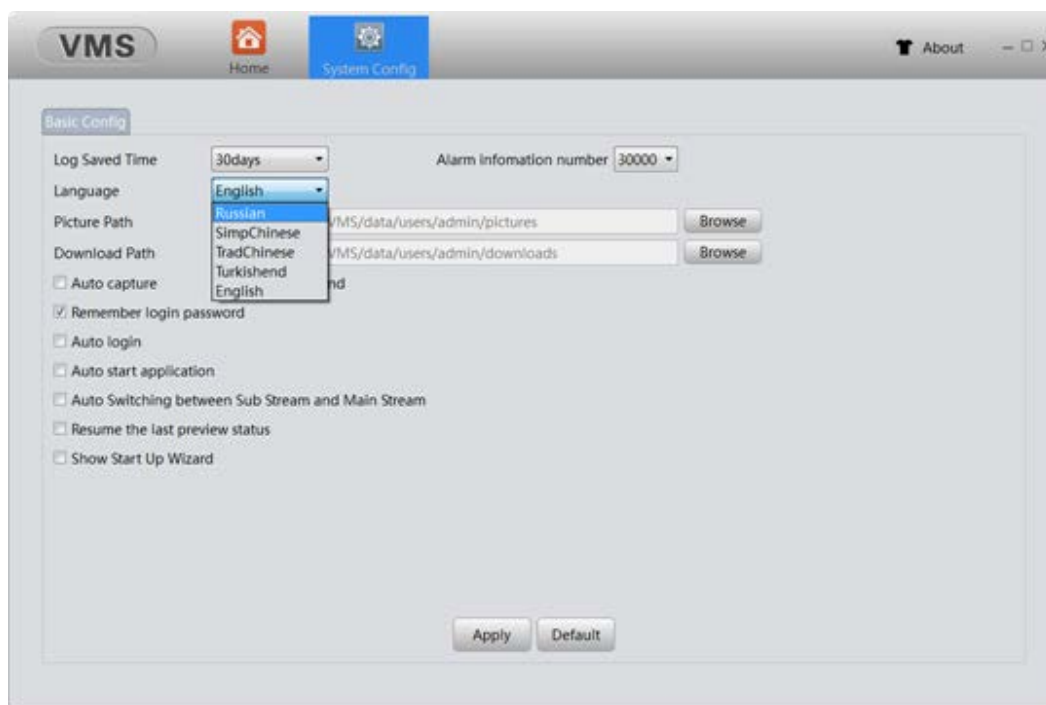 VMS
Home
System Config
About
Basic Config
Log Saved Time 30days Alarm infomation number 30000
Language English
Russian
SimpChinese
TradChinese
Turkishend
English
Picture Path /VMS/data/users/admin/pictures Browse
Download Path /VMS/data/users/admin/downloads Browse
Auto capture nd
Remember login password
Auto login
Auto start application
Auto Switching between Sub Stream and Main Stream
Resume the last preview status
Show Start Up Wizard
Apply Default